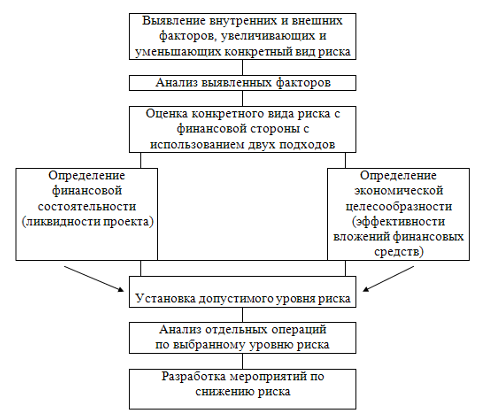 Выявление внутренних и внешних
факторов, увеличивающих и
уменьшающих конкретный вид риска
Анализ выявленных факторов
Оценка конкретного вида риска с
финансовой стороны с
использованием двух подходов
Определение
финансовой
состоятельности
(ликвидности проекта)
Определение
экономической
целесообразности
(эффективности
вложений финансовых
средств)
Установка допустимого уровня риска
Анализ отдельных операций
по выбранному уровню риска
Разработка мероприятий по
снижению риска